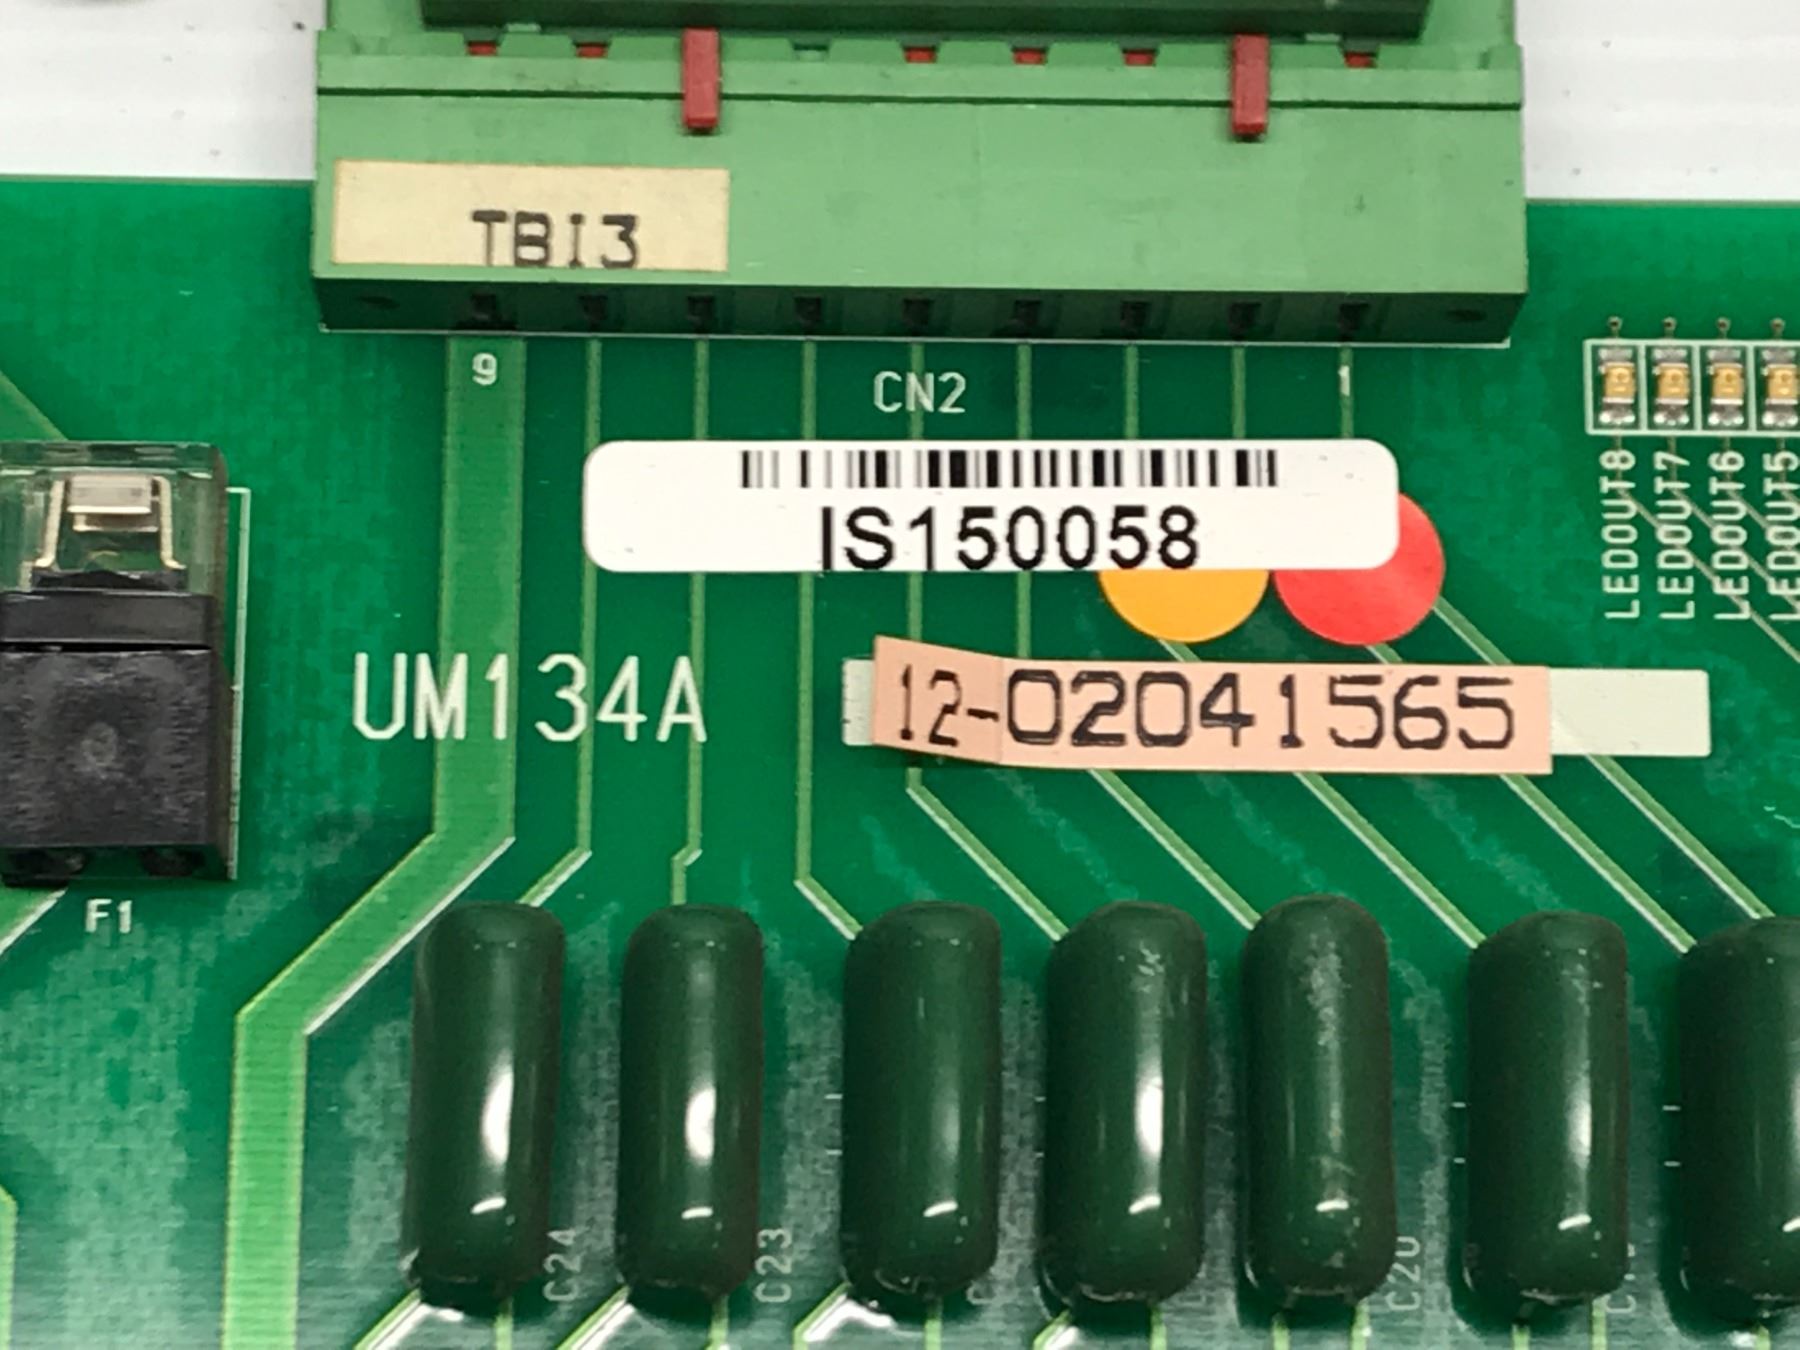 TBI3
9
CN2
1
IS150058
LEDOUT8
LEDOUT7
LEDOUT6
LEDOUT5
UM134A
12-02041565
F1
C24
C23
C20